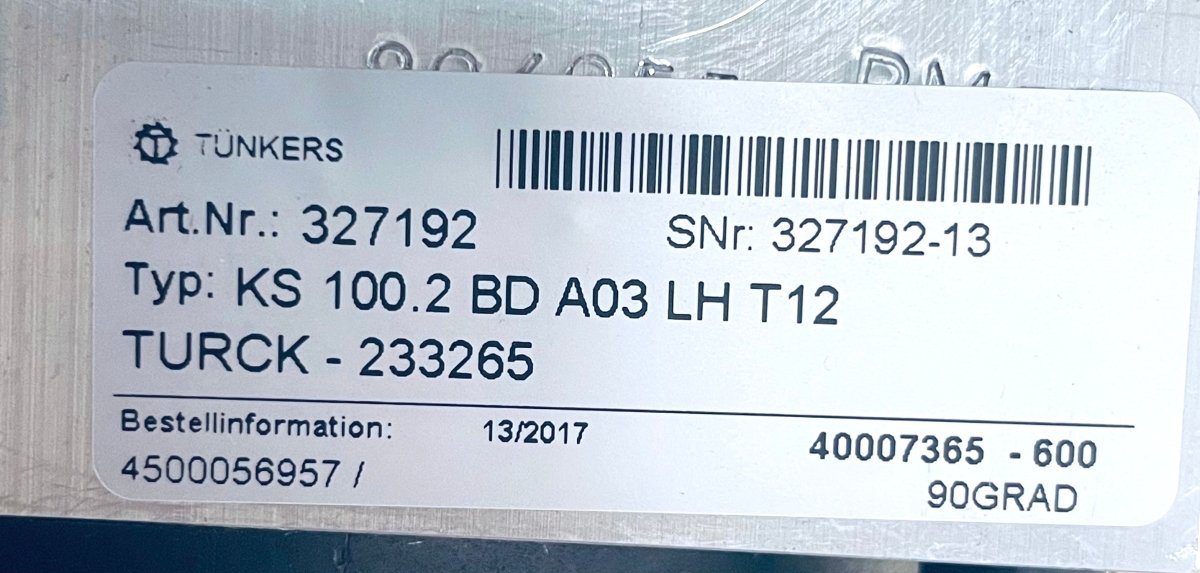 TÜNKERS
Art.Nr.: 327192
SNr: 327192-13
Typ: KS 100.2 BD A03 LH T12
TURCK - 233265
Bestellinformation: 13/2017 40007365 -600
4500056957 / 90GRAD